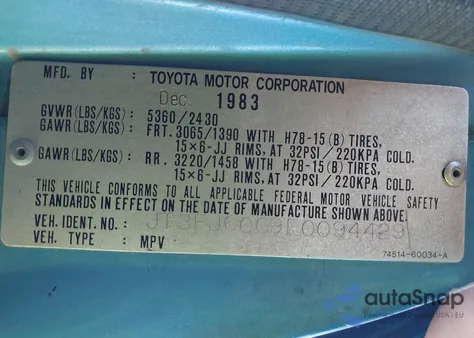 MFD. BY : TOYOTA MOTOR CORPORATION
Dec. 1983
GVWR(LBS/KGS) : 5360/2430
GAWR(LBS/KGS) : FRT. 3065/1390 WITH H78-15(B) TIRES,
15×6-JJ RIMS, AT 32PSI/220KPA COLD.
GAWR(LBS/KGS) : RR. 3220/1458 WITH H78-15(B) TIRES,
15×6-JJ RIMS, AT 32PSI/220KPA COLD.
THIS VEHICLE CONFORMS TO ALL APPLICABLE FEDERAL MOTOR VEHICLE SAFETY
STANDARDS IN EFFECT ON THE DATE OF MANUFACTURE SHOWN ABOVE.
VEH. IDENT. NO. :
VEH. TYPE : MPV
74514-60034-A
autoSnap